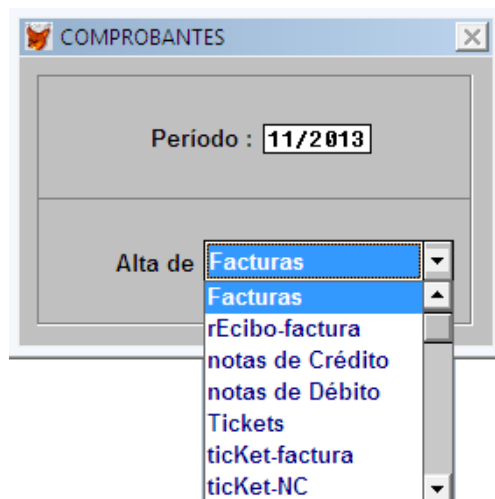 COMPROBANTES
Período : 11/2013
Alta de Facturas
Facturas
rEcibo-factura
notas de Crédito
notas de Débito
Tickets
ticKet-factura
ticKet-NC